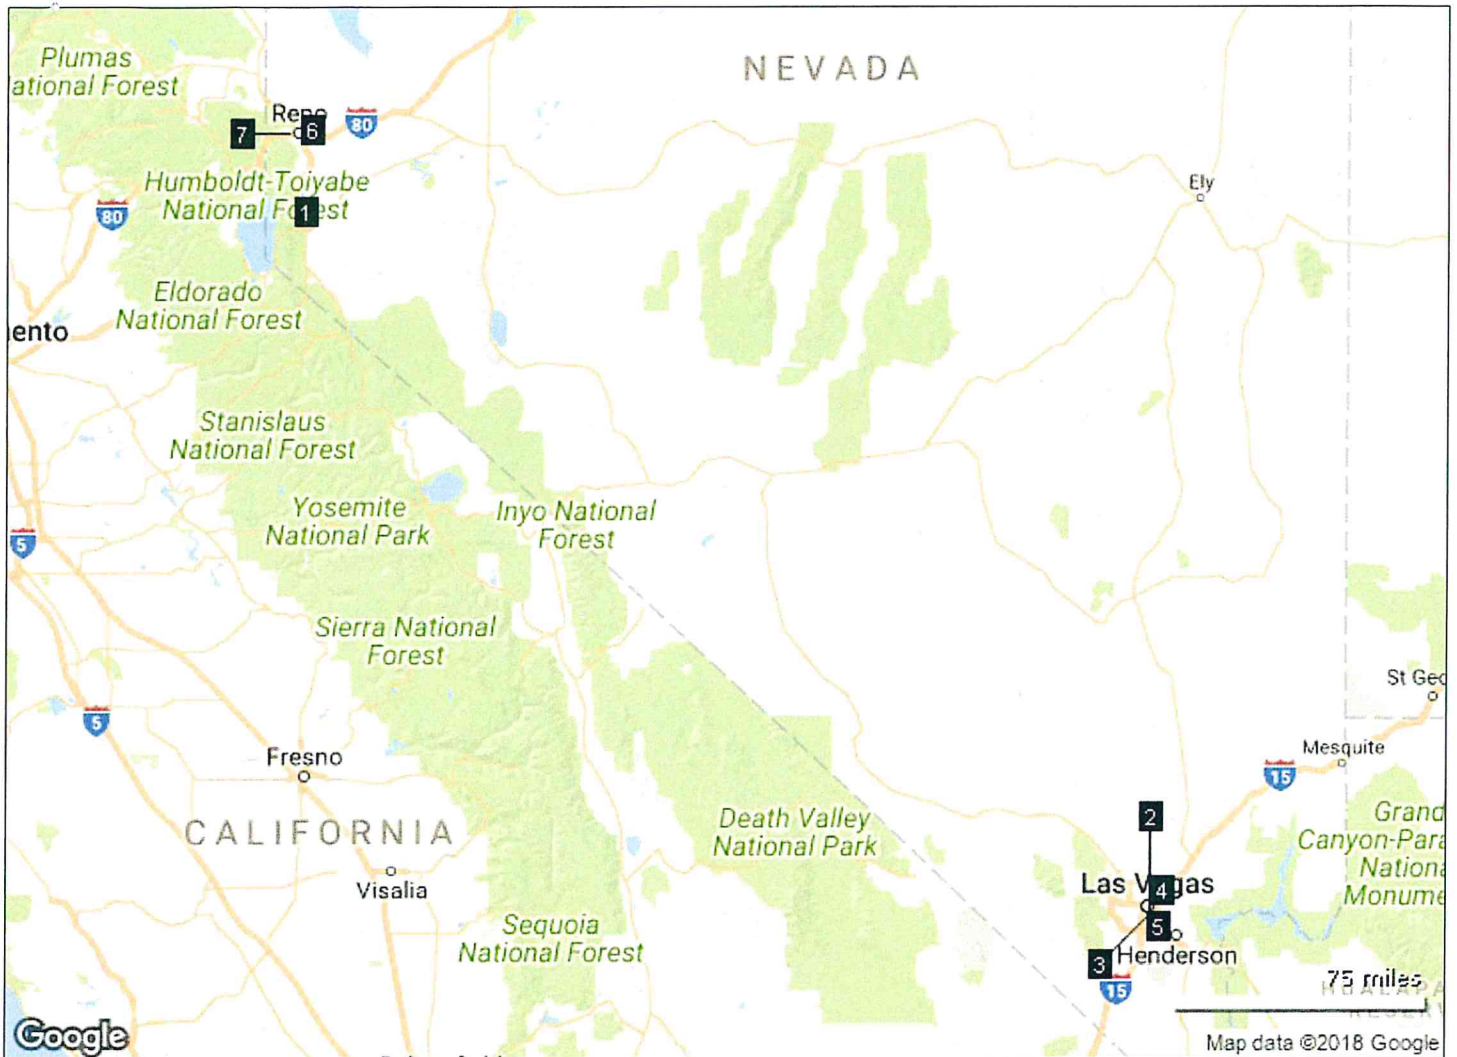 Plumas
ational Forest
NEVADA
Reno
80
7
6
Humboldt-Toiyabe
National Forest
1
80
Ely
Eldorado
National Forest
ento
Stanislaus
National Forest
Yosemite
National Park
Inyo National
Forest
5
Sierra National
Forest
St Geo
5
Mesquite
15
Fresno
CALIFORNIA
2
Death Valley
National Park
Grand
Canyon-Para
Nationa
Monume
Las Vegas
4
Visalia
5
Sequoia
National Forest
3
Henderson
15
75 miles
Google
Map data ©2018 Google